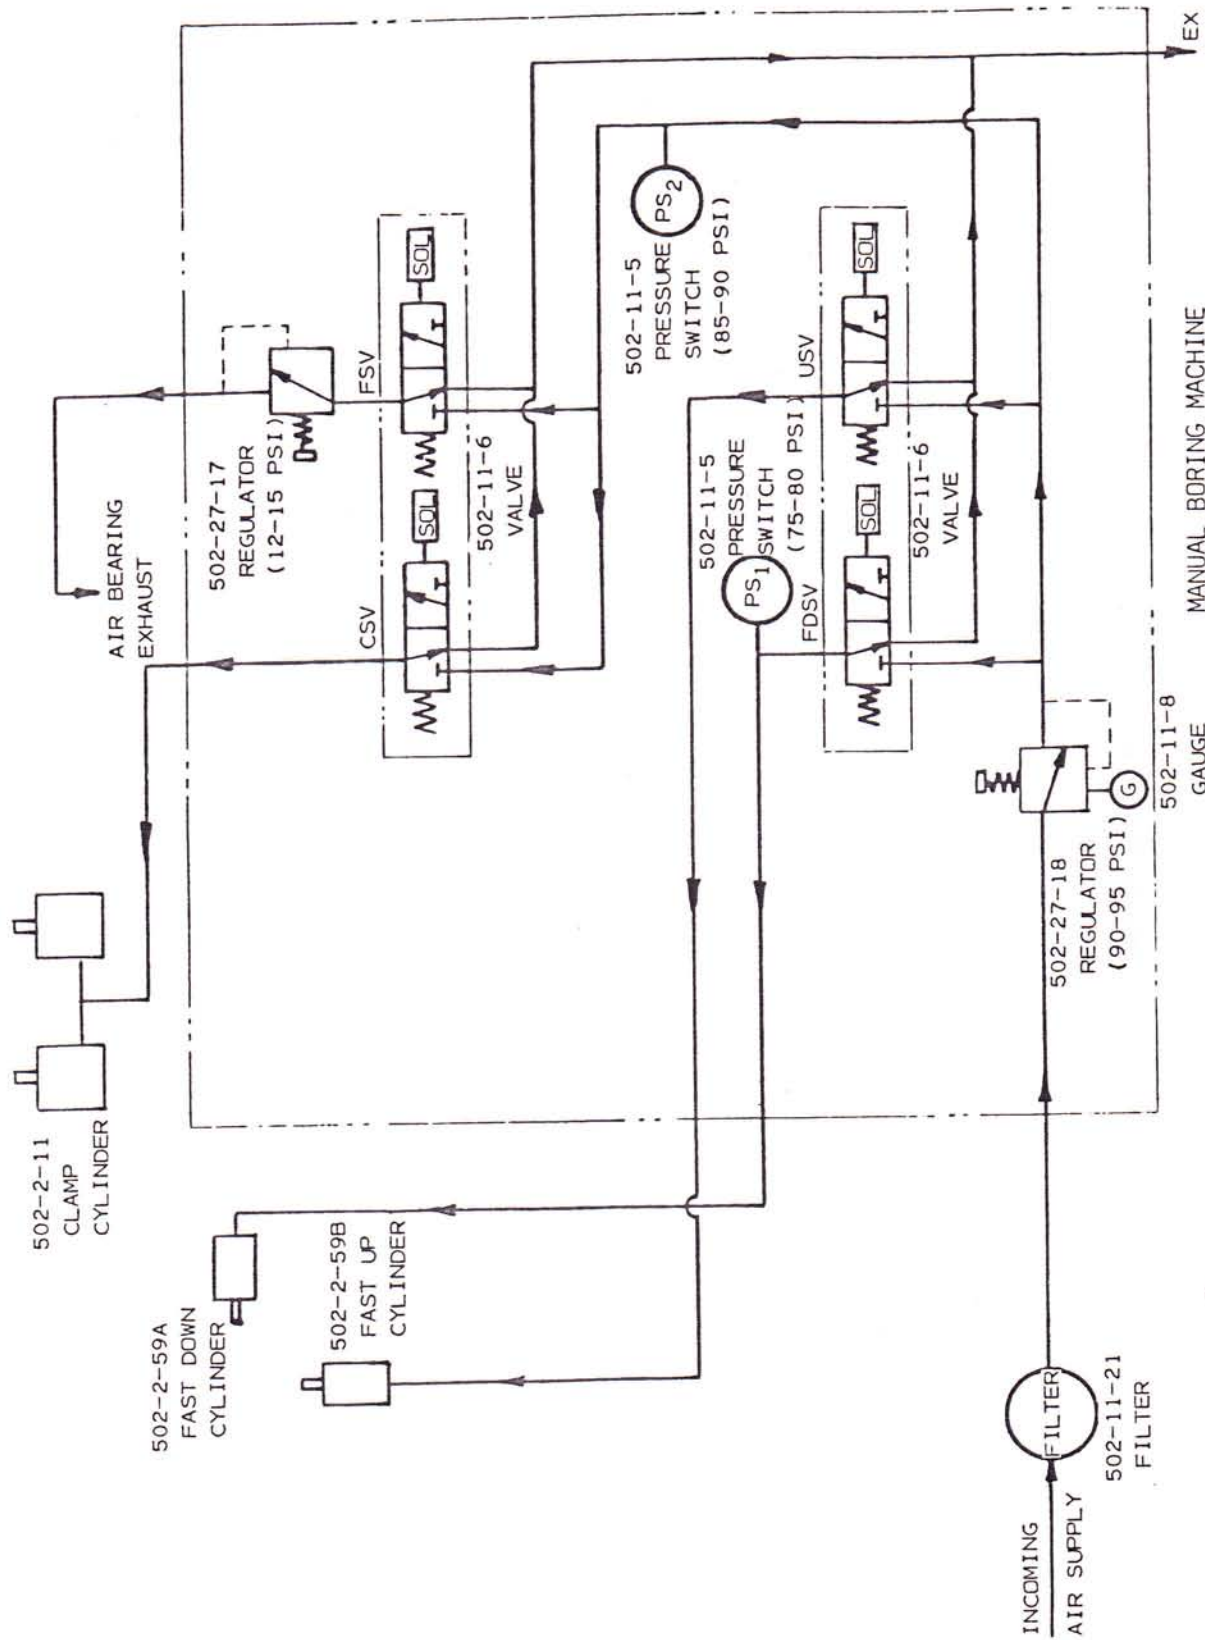 502-2-11
CLAMP
CYLINDER
502-2-59A
FAST DOWN
CYLINDER
502-2-59B
FAST UP
CYLINDER
AIR BEARING
EXHAUST
502-27-17
REGULATOR
(12-15 PSI)
CSV
FSV
SOL
SOL
502-11-6
VALVE
502-11-5
PRESSURE
SWITCH
(85-90 PSI)
PS2
502-11-5
PRESSURE
SWITCH
(75-80 PSI)
PS1
FDSV
USV
SOL
SOL
502-11-6
VALVE
EX
INCOMING
AIR SUPPLY
FILTER
502-11-21
FILTER
502-27-18
REGULATOR
(90-95 PSI)
G
502-11-8
GAUGE
MANUAL BORING MACHINE